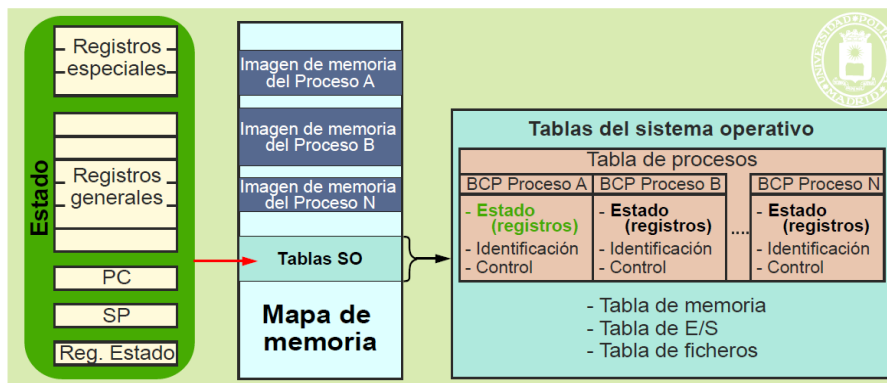 Estado
Registros
especiales
Registros
generales
PC
SP
Reg. Estado
Imagen de memoria
del Proceso A
Imagen de memoria
del Proceso B
Imagen de memoria
del Proceso N
Tablas SO
Mapa de
memoria
Tablas del sistema operativo
Tabla de procesos
BCP Proceso A
- Estado
(registros)
- Identificación
- Control
BCP Proceso B
- Estado
(registros)
- Identificación
- Control
....
BCP Proceso N
- Estado
(registros)
- Identificación
- Control
- Tabla de memoria
- Tabla de E/S
- Tabla de ficheros